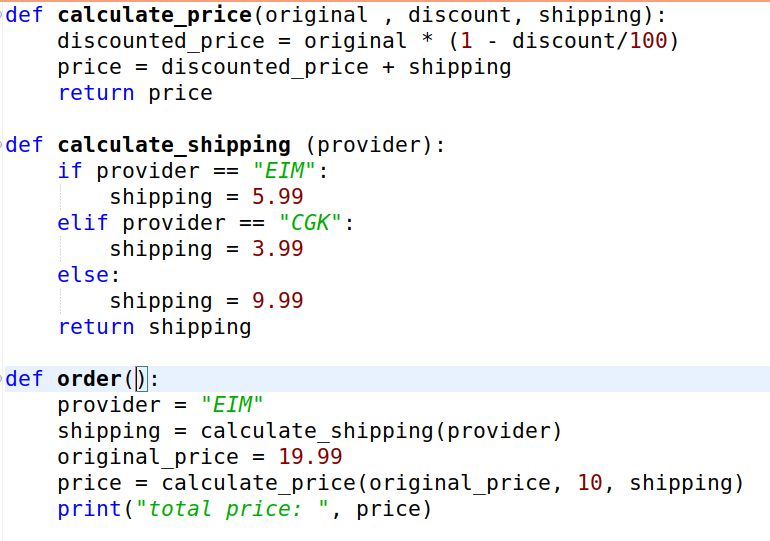 def calculate_price(original , discount, shipping):
    discounted_price = original * (1 - discount/100)
    price = discounted_price + shipping
    return price

def calculate_shipping (provider):
    if provider == "EIM":
        shipping = 5.99
    elif provider == "CGK":
        shipping = 3.99
    else:
        shipping = 9.99
    return shipping

def order():
    provider = "EIM"
    shipping = calculate_shipping(provider)
    original_price = 19.99
    price = calculate_price(original_price, 10, shipping)
    print("total price: ", price)